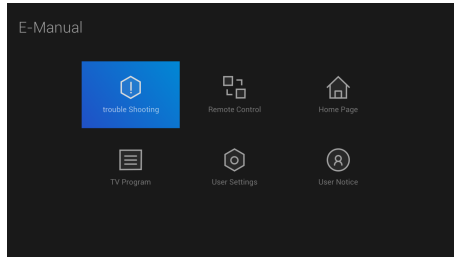 E-Manual
trouble Shooting
Remote Control
Home Page
TV Program
User Settings
User Notice